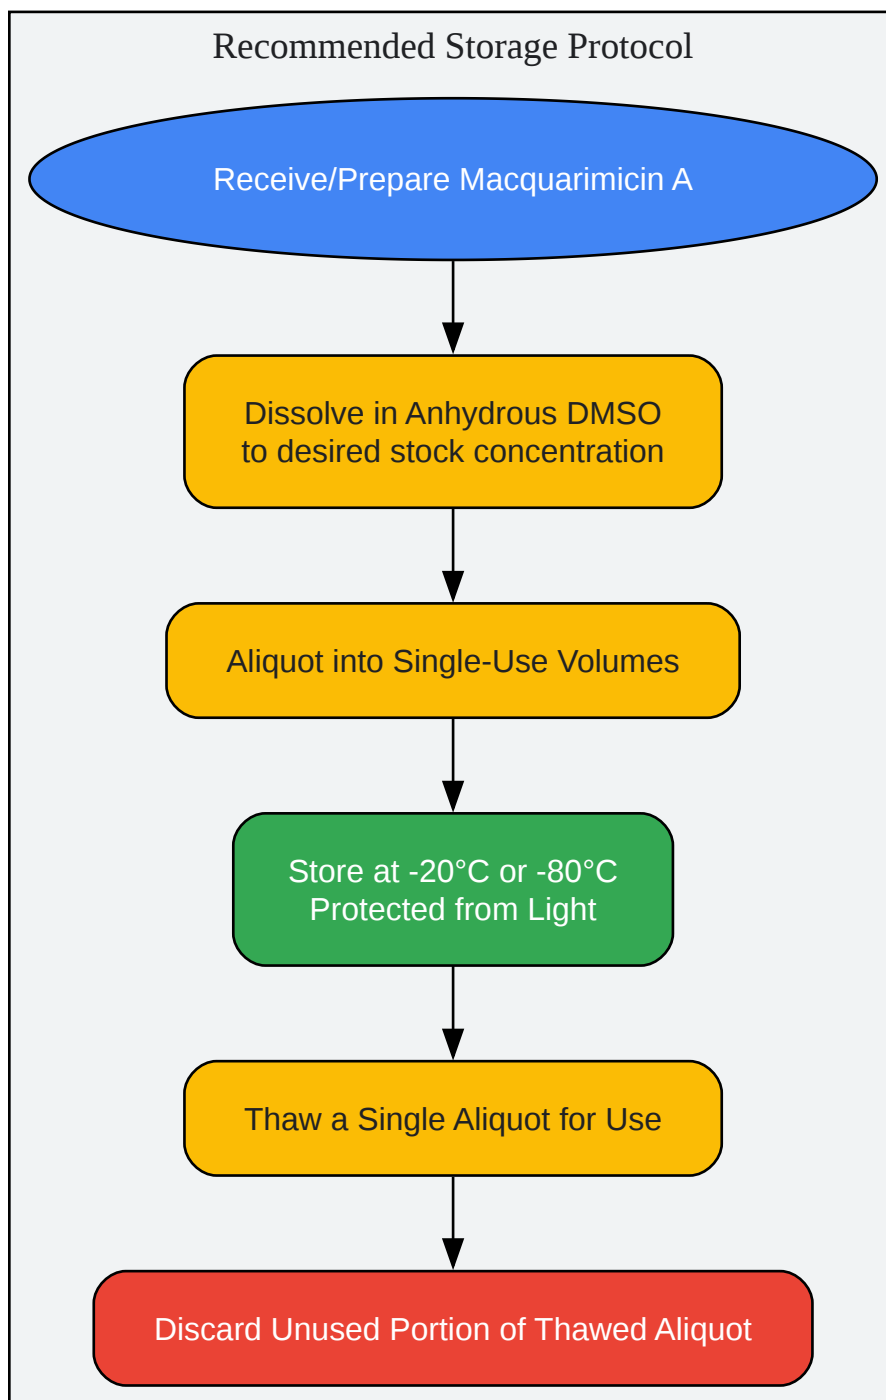 Recommended Storage Protocol
Receive/Prepare Macquarimicin A
Dissolve in Anhydrous DMSO
to desired stock concentration
Aliquot into Single-Use Volumes
Store at -20°C or -80°C
Protected from Light
Thaw a Single Aliquot for Use
Discard Unused Portion of Thawed Aliquot